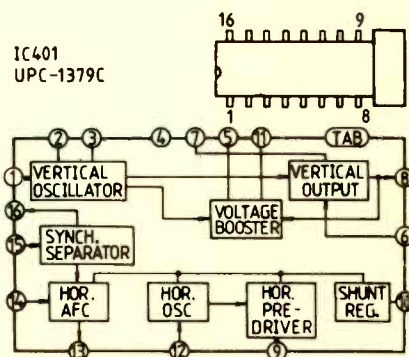 IC401
UPC-1379C
16 9
1 8
2 3 4 7 5 11 TAB
1 VERTICAL OSCILLATOR VERTICAL OUTPUT 8
16 VOLTAGE BOOSTER 6
15 SYNCH. SEPARATOR
14 HOR. AFC HOR. OSC HOR. PRE- DRIVER SHUNT REG. 10
13 12 9